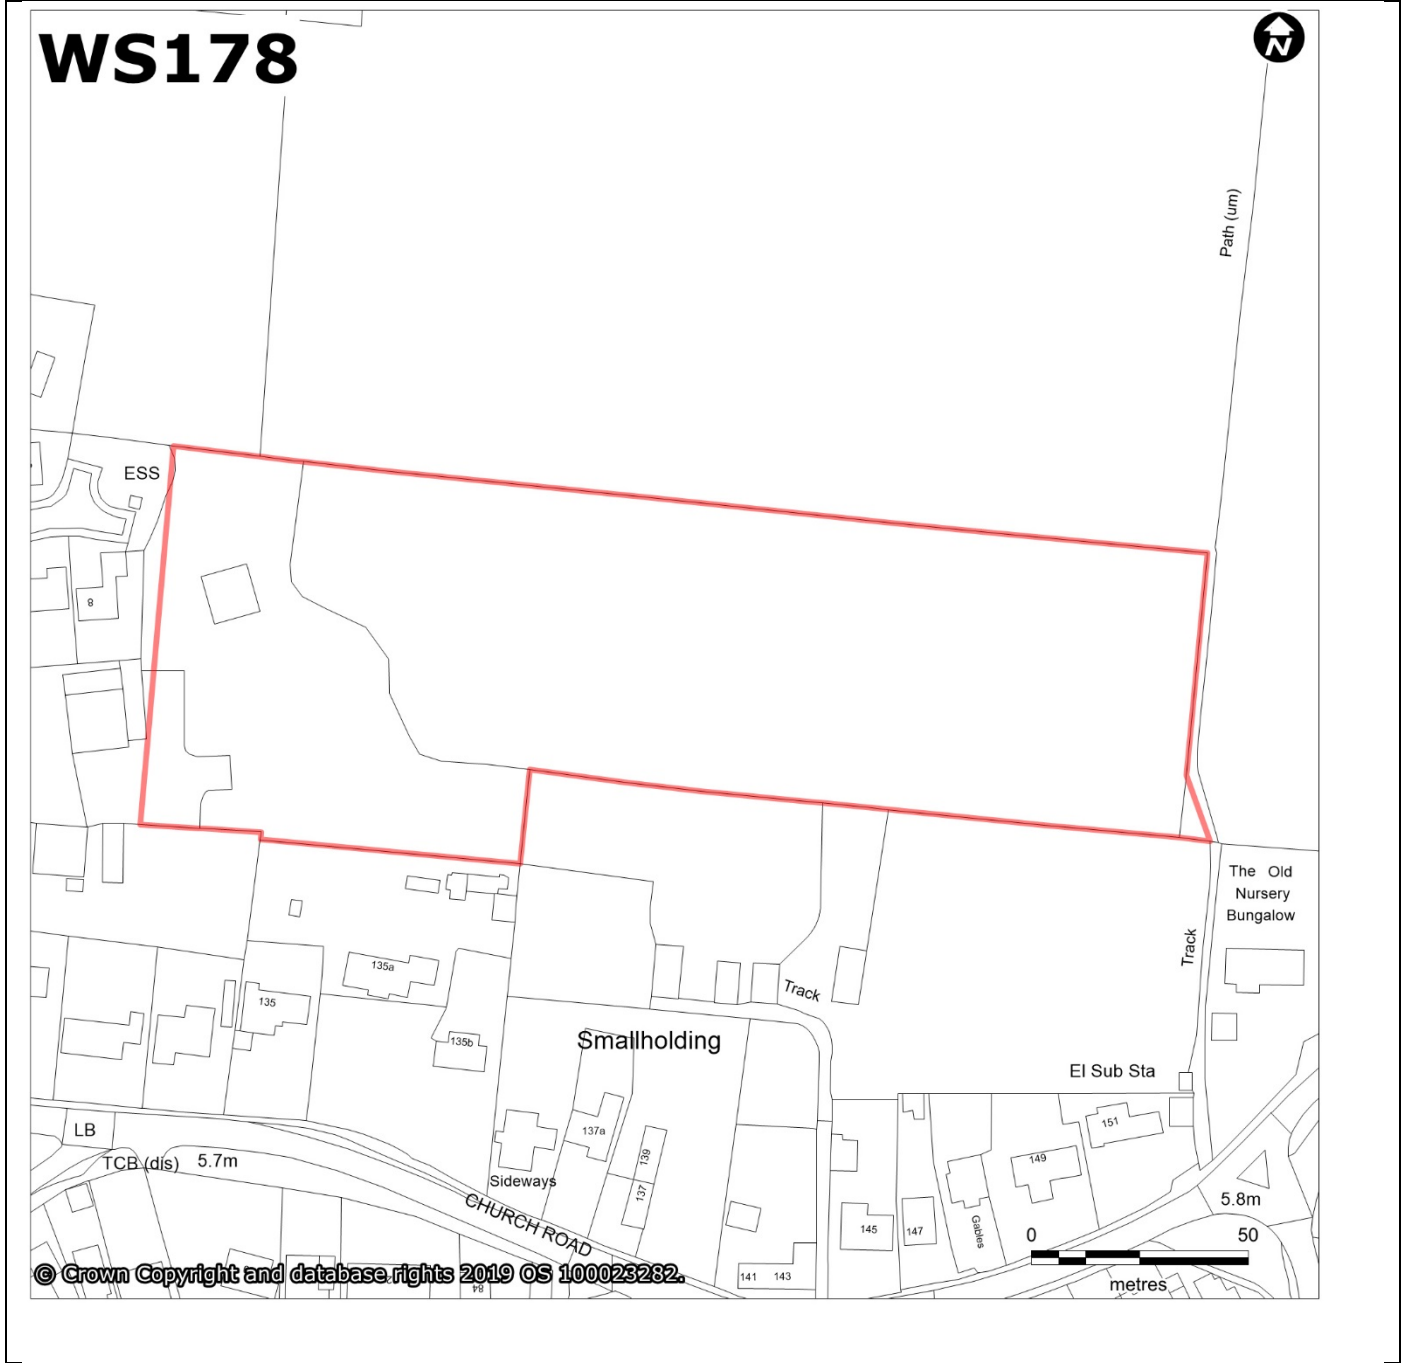 WS178
N
Path (um)
ESS
8
The Old
Nursery
Bungalow
Track
135a
135
Track
135b
Smallholding
El Sub Sta
LB
TCB (dis) 5.7m
137a
139
137
151
149
Sideways
CHURCH ROAD
5.8m
145
147
Gables
0 50
metres
141 143
84
© Crown Copyright and database rights 2019 OS 100023282.